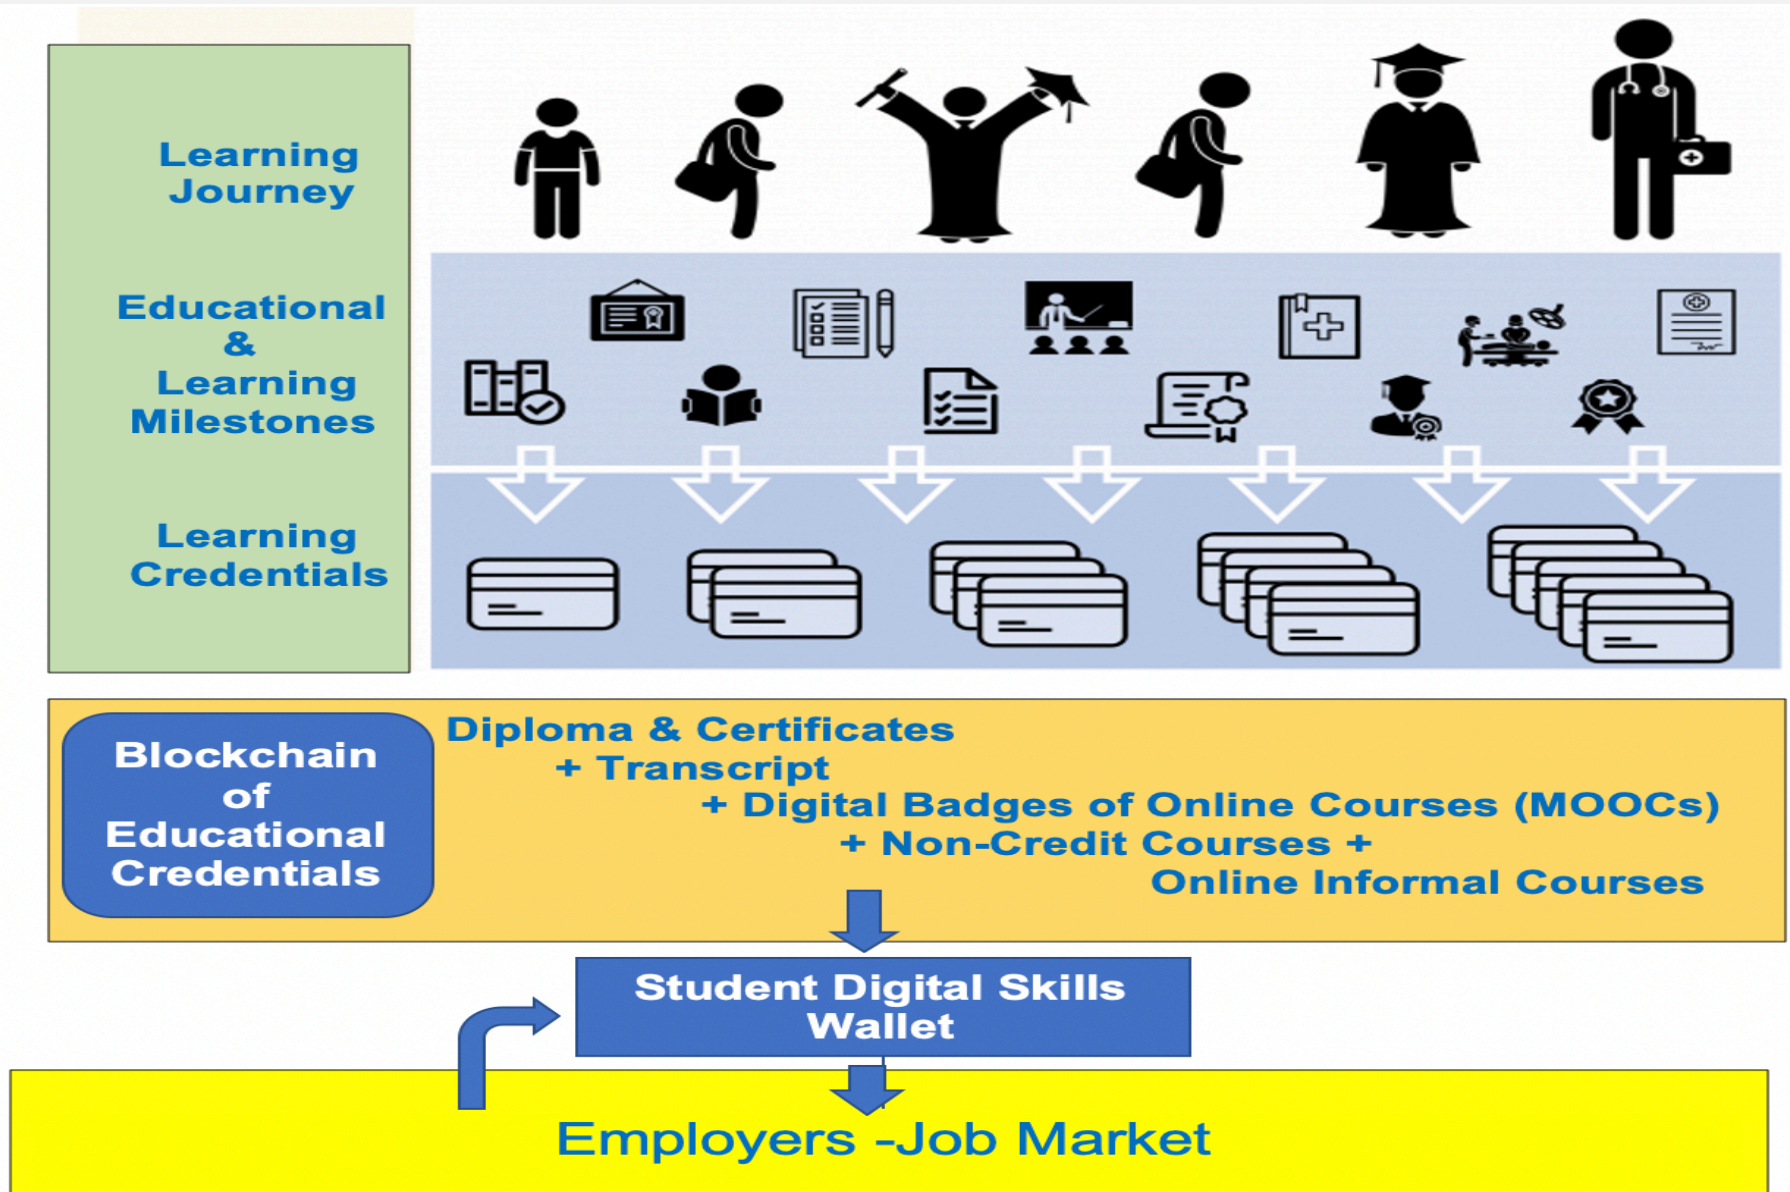 Learning
Journey
Educational
&
Learning
Milestones
Learning
Credentials
Blockchain
of
Educational
Credentials
Diploma & Certificates
+ Transcript
+ Digital Badges of Online Courses (MOOCs)
+ Non-Credit Courses +
Online Informal Courses
Student Digital Skills
Wallet
Employers -Job Market